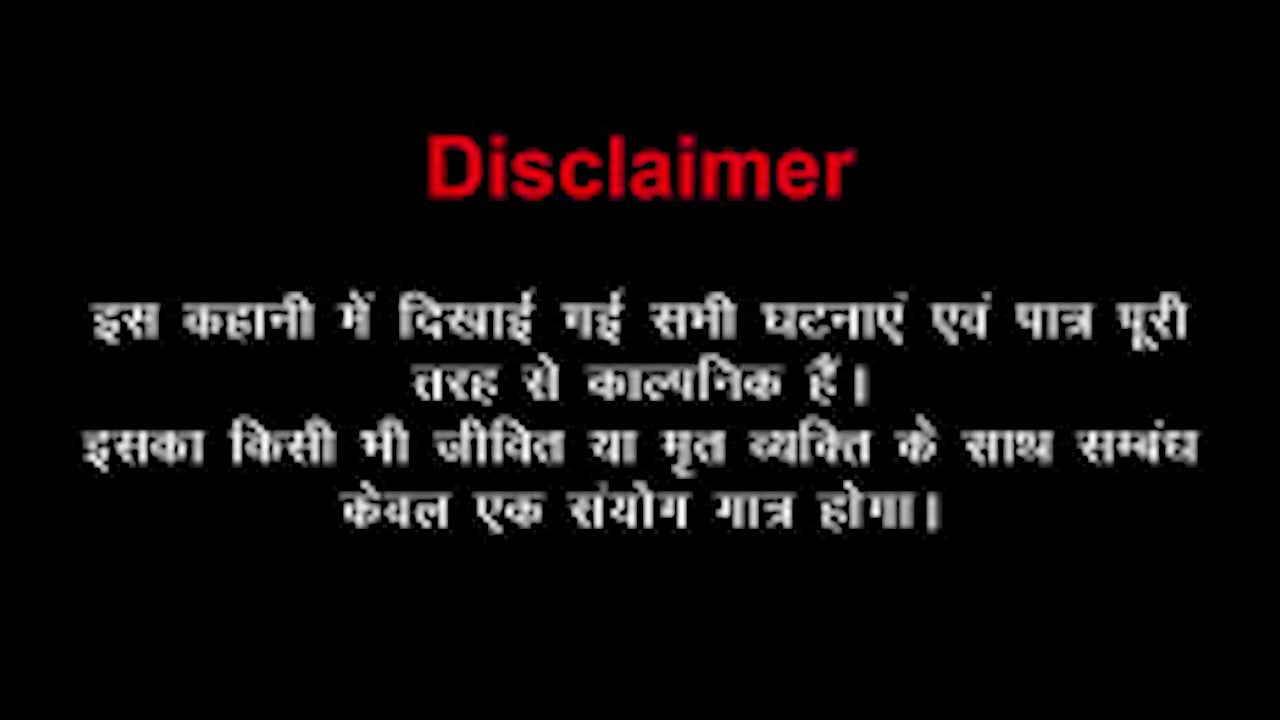 Disclaimer
इस कहानी में दिखाई गई सभी घटनाएं एवं पात्र पूरी
तरह से काल्पनिक हैं।
इसका किसी भी जीवित या मृत व्यक्ति के साथ सम्बंध
केवल एक संयोग मात्र होगा।